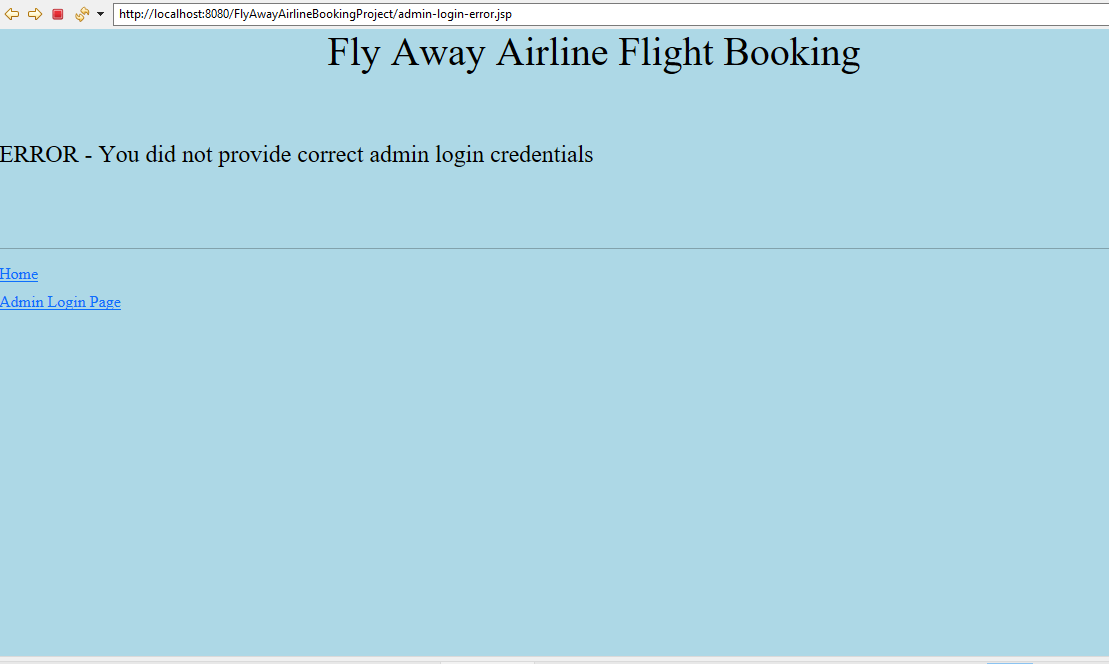 http://localhost:8080/FlyAwayAirlineBookingProject/admin-login-error.jsp
Fly Away Airline Flight Booking
ERROR - You did not provide correct admin login credentials
Home
Admin Login Page